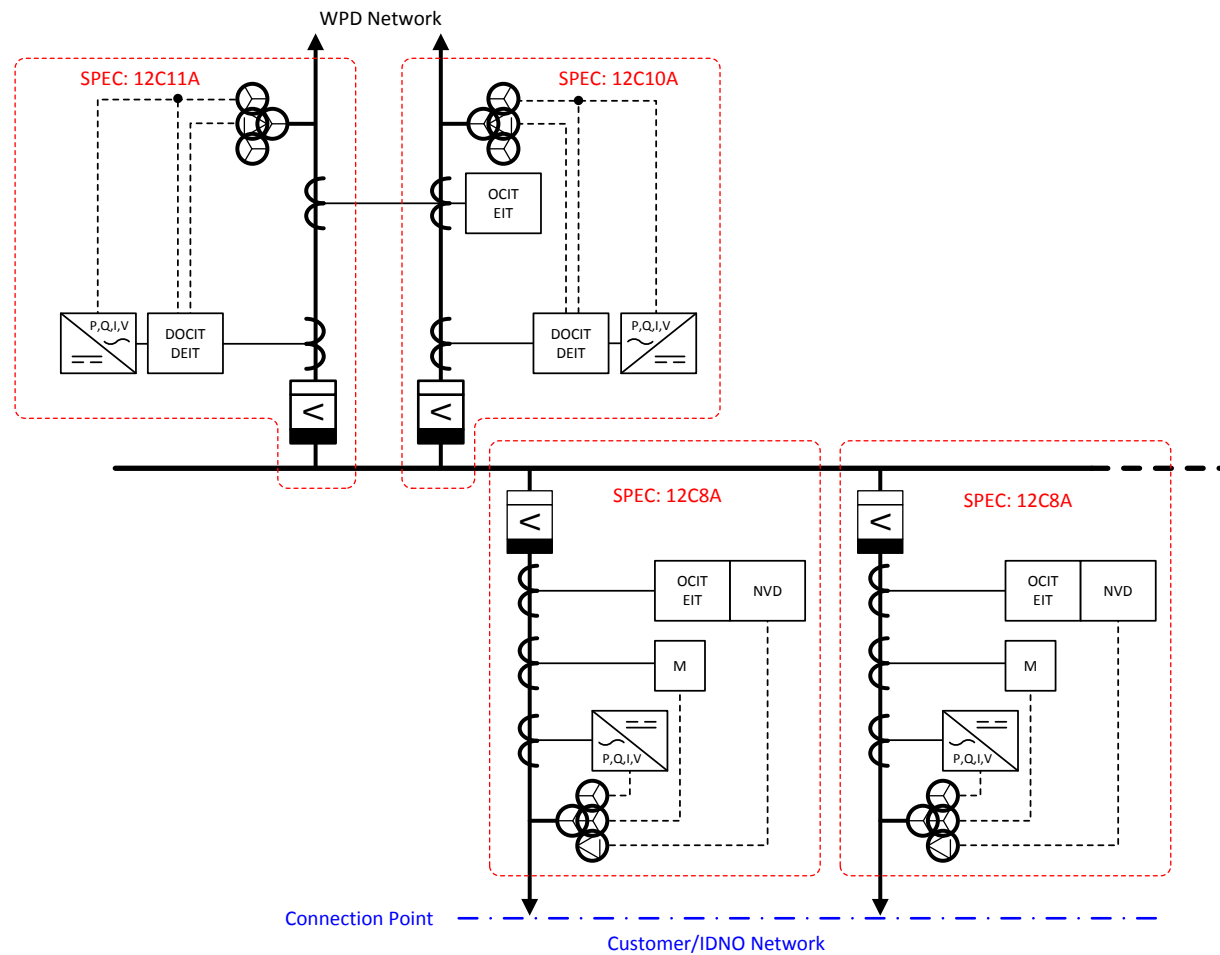 WPD Network
SPEC: 12C11A
SPEC: 12C10A
OCIT
EIT
P,Q,I,V
DOCIT
DEIT
DOCIT
DEIT
P,Q,I,V
SPEC: 12C8A
SPEC: 12C8A
OCIT
EIT
NVD
OCIT
EIT
NVD
M
M
P,Q,I,V
P,Q,I,V
Connection Point
Customer/IDNO Network